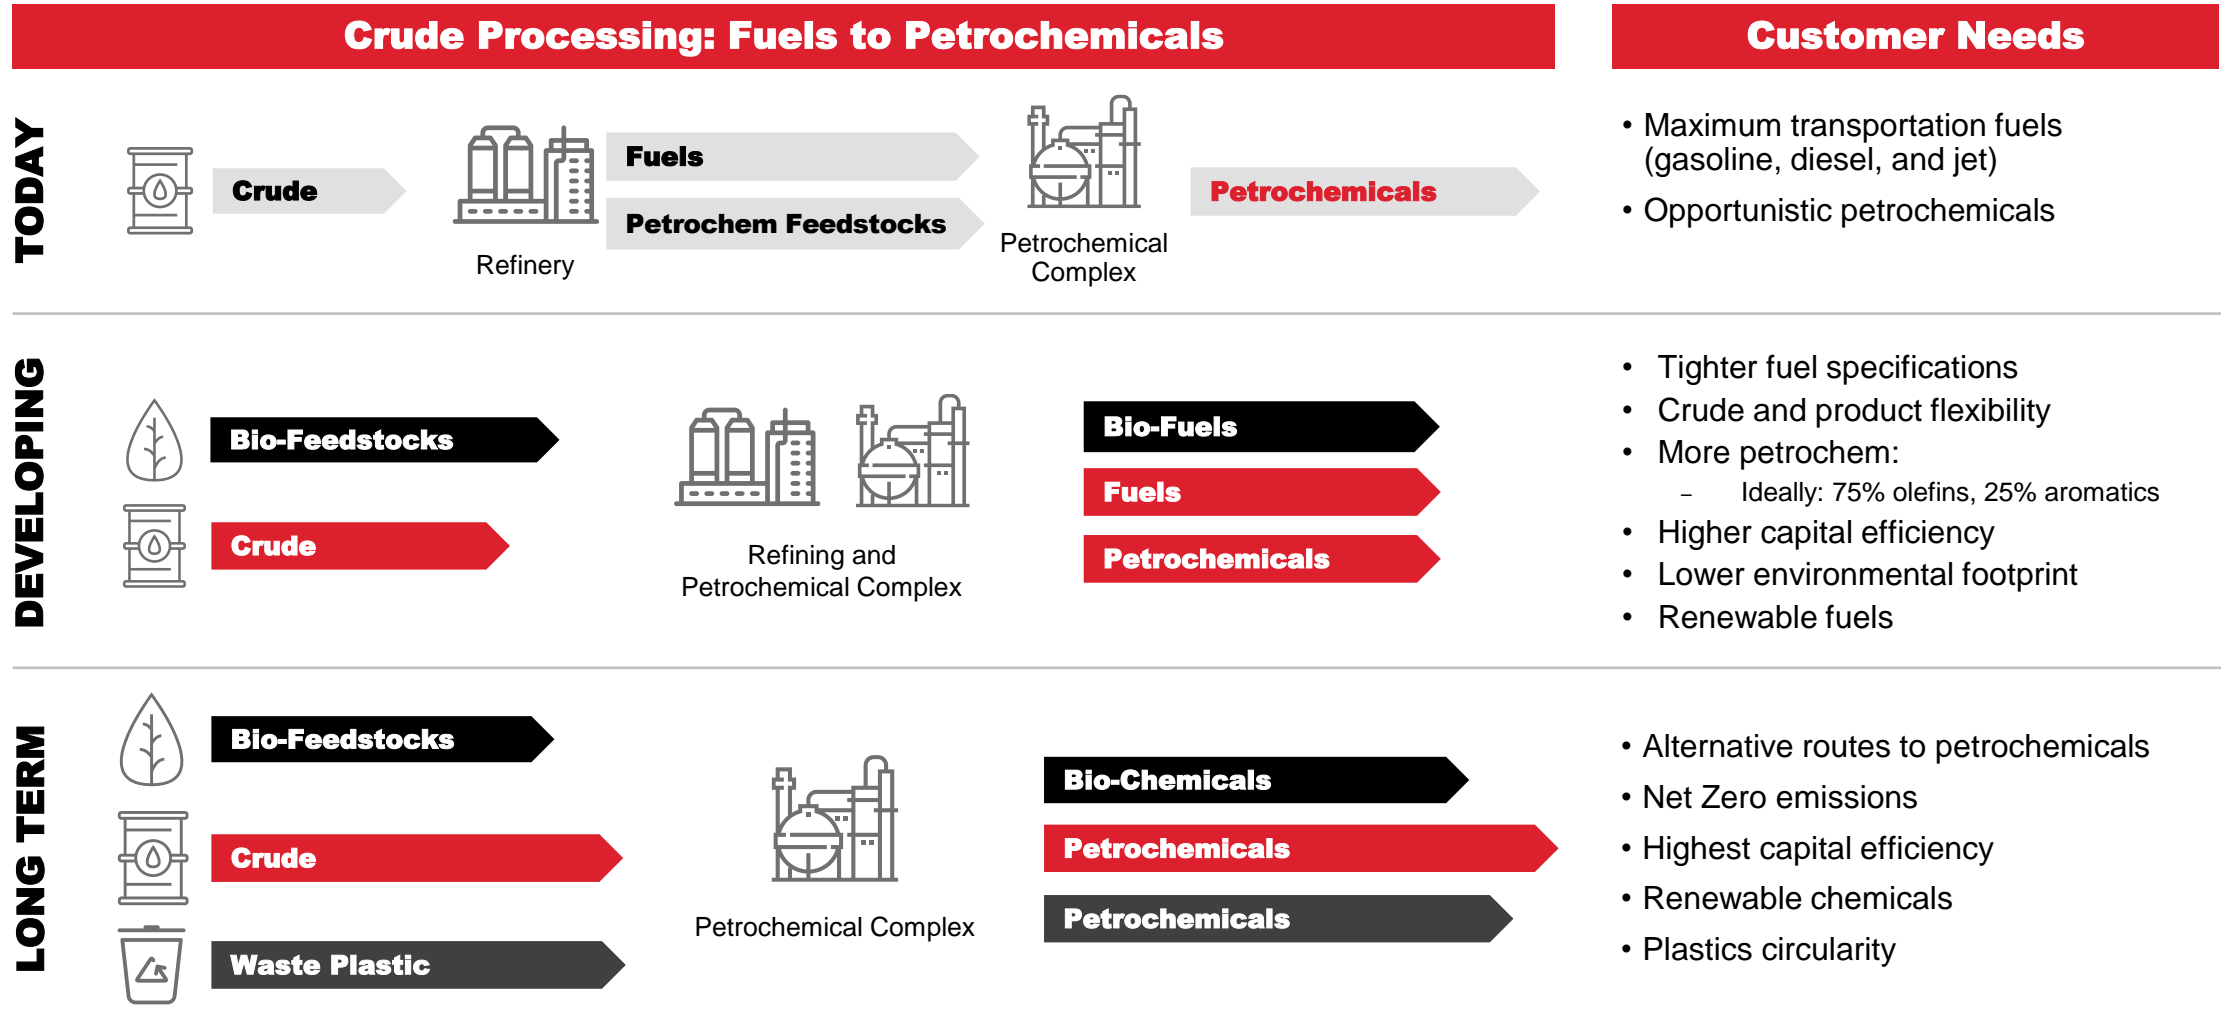 Crude Processing: Fuels to Petrochemicals
Customer Needs
TODAY
Crude
Refinery
Fuels
Petrochem Feedstocks
Petrochemical
Complex
Petrochemicals
• Maximum transportation fuels
(gasoline, diesel, and jet)
• Opportunistic petrochemicals
DEVELOPING
Bio-Feedstocks
Crude
Refining and
Petrochemical Complex
Bio-Fuels
Fuels
Petrochemicals
• Tighter fuel specifications
• Crude and product flexibility
• More petrochem:
– Ideally: 75% olefins, 25% aromatics
• Higher capital efficiency
• Lower environmental footprint
• Renewable fuels
LONG TERM
Bio-Feedstocks
Crude
Waste Plastic
Petrochemical Complex
Bio-Chemicals
Petrochemicals
Petrochemicals
• Alternative routes to petrochemicals
• Net Zero emissions
• Highest capital efficiency
• Renewable chemicals
• Plastics circularity